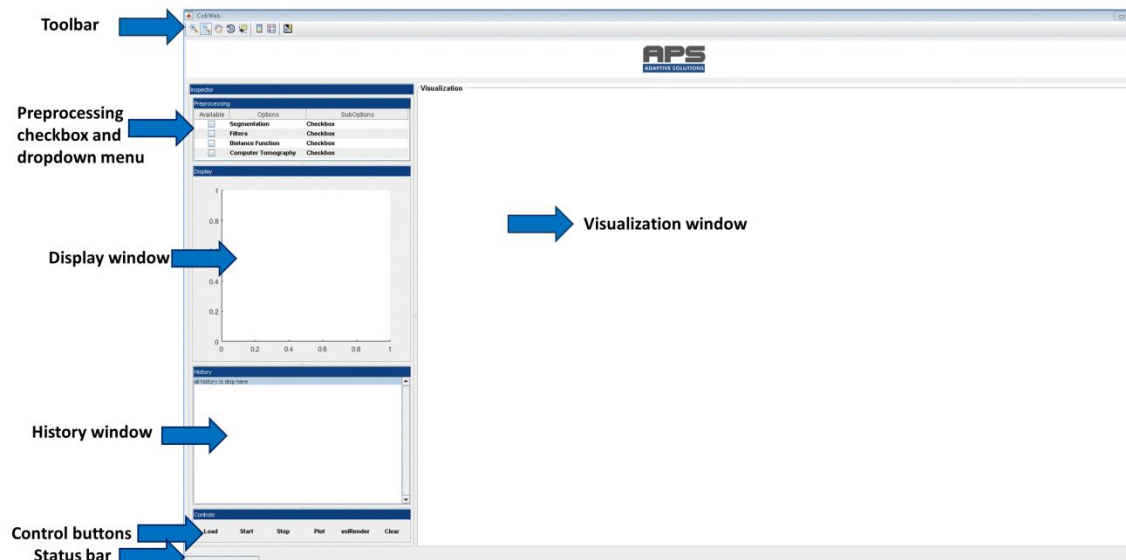 CobWeb
Toolbar
APS
ADAPTIVE SOLUTIONS
Inspector
Visualization
Preprocessing
Available Options SubOptions
Segmentation Checkbox
Filters Checkbox
Distance Function Checkbox
Computer Tomography Checkbox
Preprocessing
checkbox and
dropdown menu
Display
1
0.8
0.4
0.2
0
0 0.2 0.4 0.6 0.8 1
Display window
Visualization window
History
all history is dop here
History window
Controls
Load Start Stop Plot volRender Clear
Control buttons
Status bar